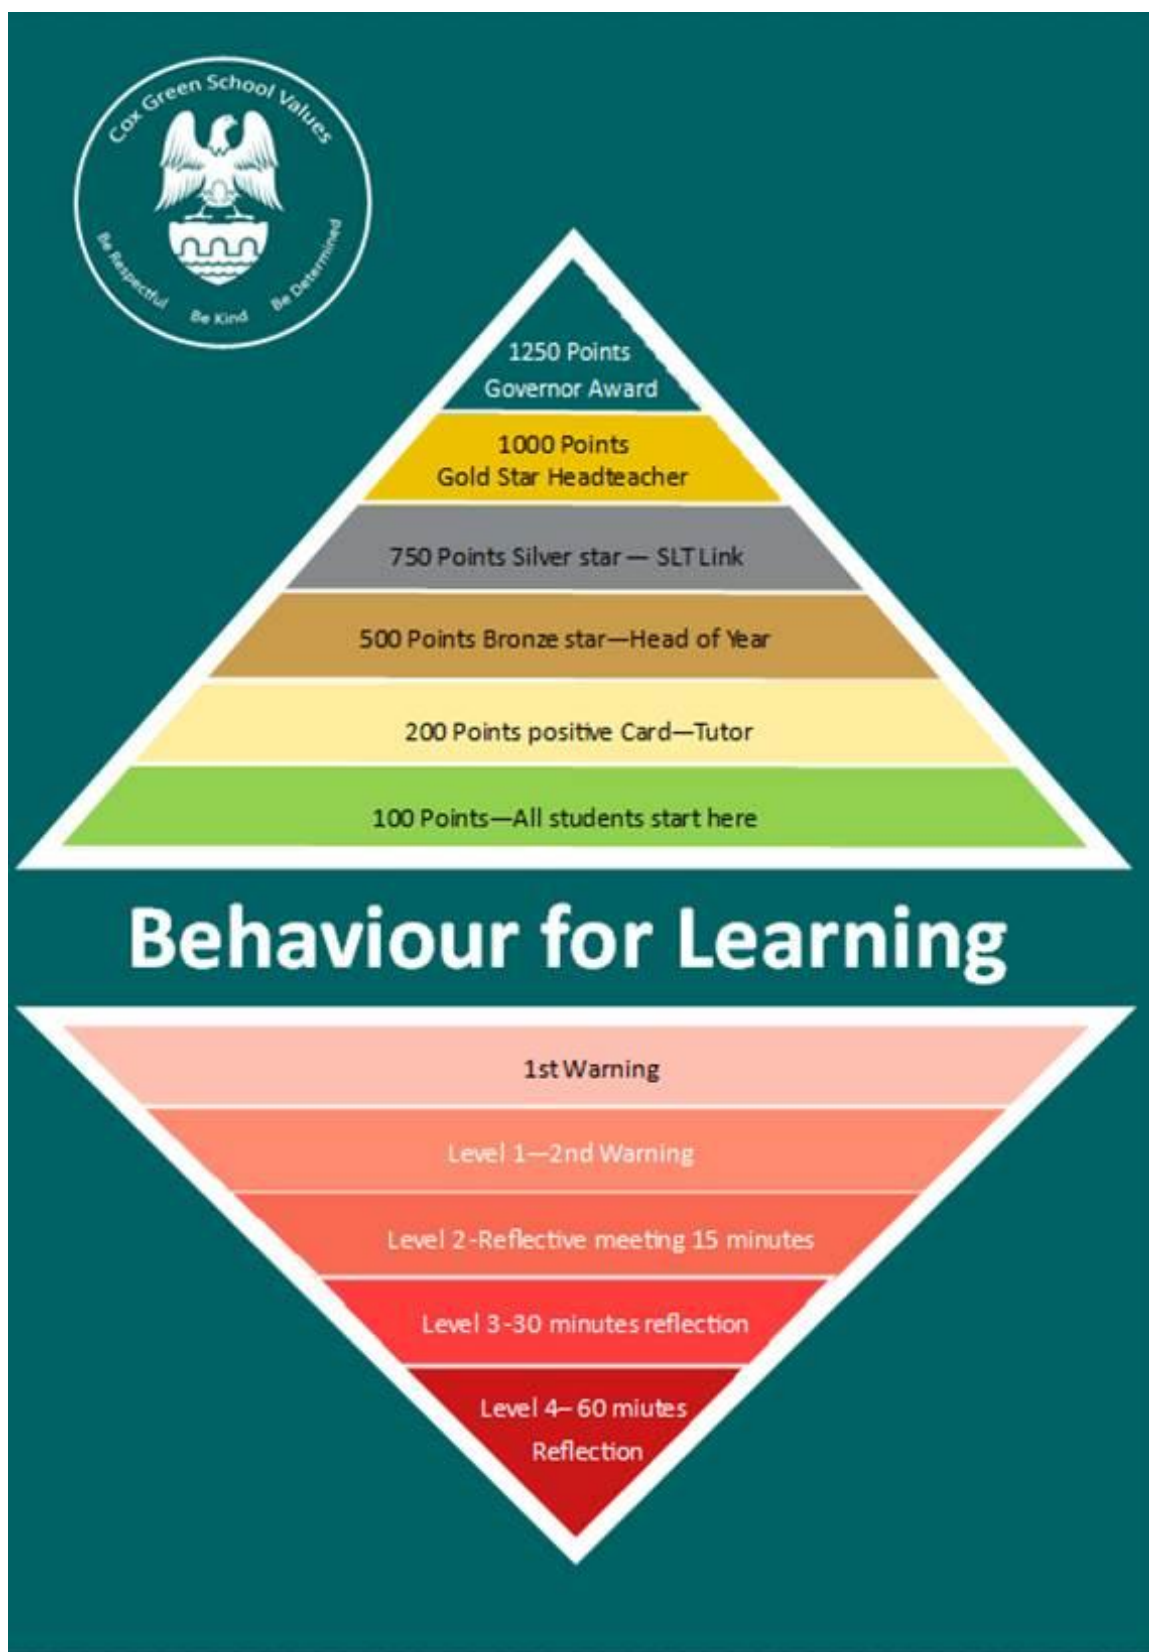 Cox Green School Values
Be Respectful Be Kind Be Determined
1250 Points
Governor Award
1000 Points
Gold Star Headteacher
750 Points Silver star — SLT Link
500 Points Bronze star—Head of Year
200 Points positive Card—Tutor
100 Points—All students start here
Behaviour for Learning
1st Warning
Level 1—2nd Warning
Level 2-Reflective meeting 15 minutes
Level 3-30 minutes reflection
Level 4– 60 miutes
Reflection